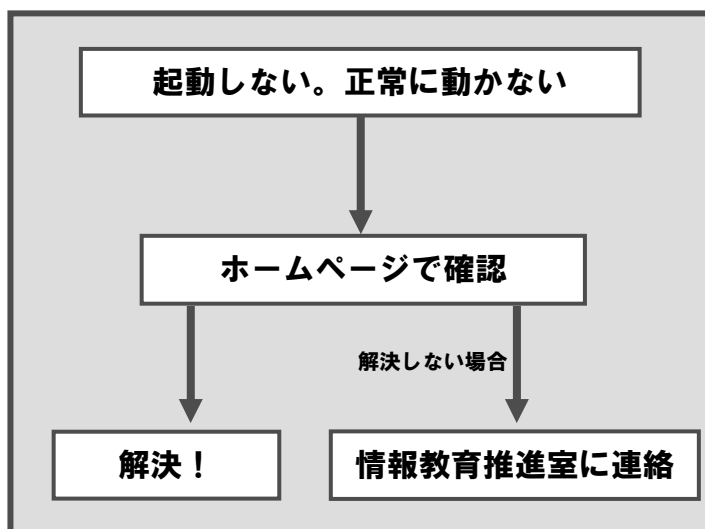 起動しない。正常に動かない
ホームページで確認
解決しない場合
解決！
情報教育推進室に連絡